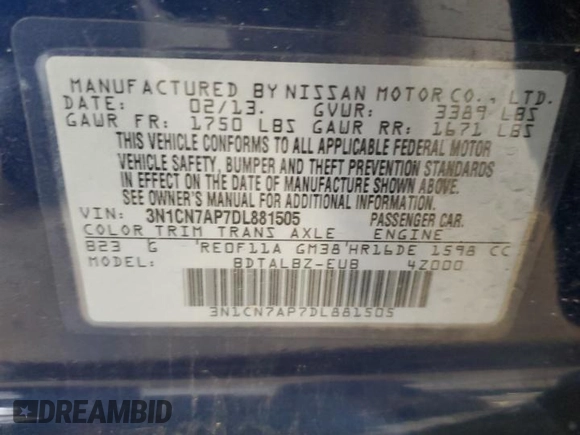 MANUFACTURED BY NISSAN MOTOR CO., LTD.
DATE: 02/13. GVWR: 3389 LBS
GAWR FR: 1750 LBS GAWR RR: 1671 LBS
THIS VEHICLE CONFORMS TO ALL APPLICABLE FEDERAL MOTOR
VEHICLE SAFETY, BUMPER AND THEFT PREVENTION STANDARDS
IN EFFECT ON THE DATE OF MANUFACTURE SHOWN ABOVE.
SEE OWNER'S MANUAL FOR ADDITIONAL INFORMATION.
VIN: 3N1CN7AP7DL881505 PASSENGER CAR.
COLOR TRIM TRANS AXLE ENGINE
B23 G RE0F11A GM38 HR16DE 1598 CC
MODEL: BDTALBZ-EUB 4Z000
3N1CN7AP7DL881505
DREAMBID